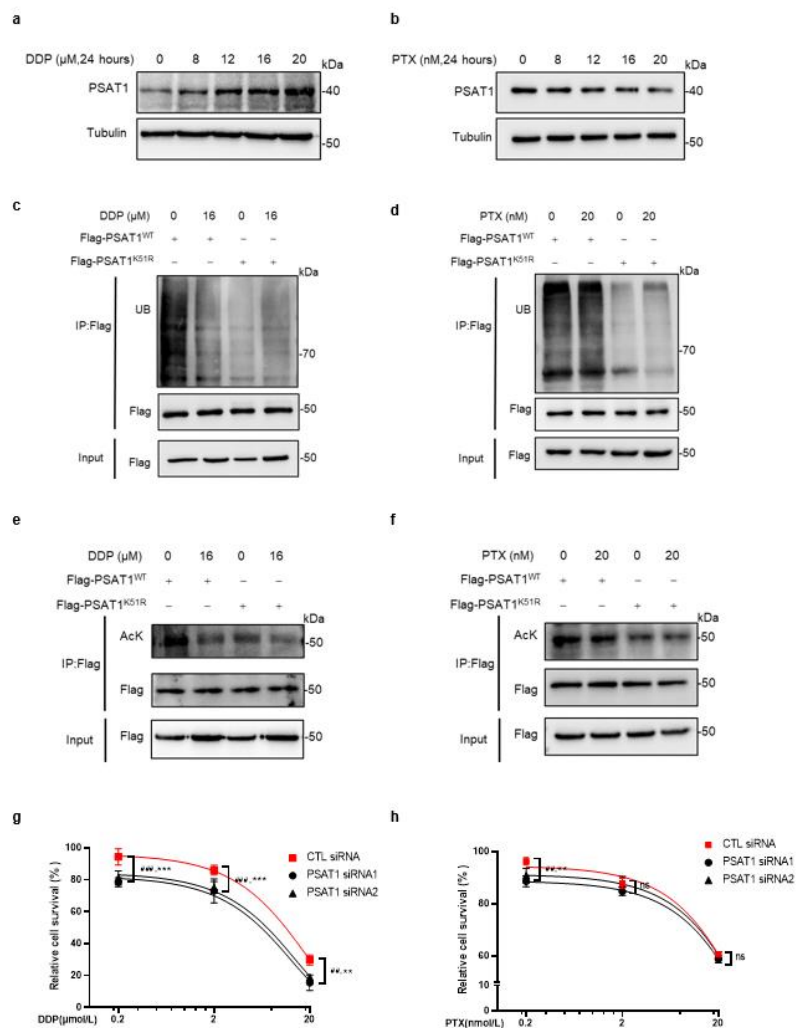 a
DDP (μM,24 hours) 0 8 12 16 20 kDa
PSAT1 -40
Tubulin -50
b
PTX (nM,24 hours) 0 8 12 16 20 kDa
PSAT1 -40
Tubulin -50
c
DDP (μM) 0 16 0 16
Flag-PSAT1WT + + − −
Flag-PSAT1K51R − − + +
kDa
UB
IP:Flag
-70
Flag -50
Input Flag -50
d
PTX (nM) 0 20 0 20
Flag-PSAT1WT + + − −
Flag-PSAT1K51R − − + +
kDa
UB
IP:Flag
-70
Flag -50
Input Flag -50
e
DDP (μM) 0 16 0 16
Flag-PSAT1WT + + − −
Flag-PSAT1K51R − − + +
kDa
AcK -50
IP:Flag
Flag -50
Input Flag -50
f
PTX (nM) 0 20 0 20
Flag-PSAT1WT + + − −
Flag-PSAT1K51R − − + +
kDa
AcK -50
IP:Flag
Flag -50
Input Flag -50
g
Relative cell survival (%)
100
80
60
40
20
0
###,***
###,***
##,**
CTL siRNA
PSAT1 siRNA1
PSAT1 siRNA2
0.2 2 20
DDP(μmol/L)
h
Relative cell survival (%)
100
80
60
10
0
##,**
ns
ns
CTL siRNA
PSAT1 siRNA1
PSAT1 siRNA2
0.2 2 20
PTX(nmol/L)